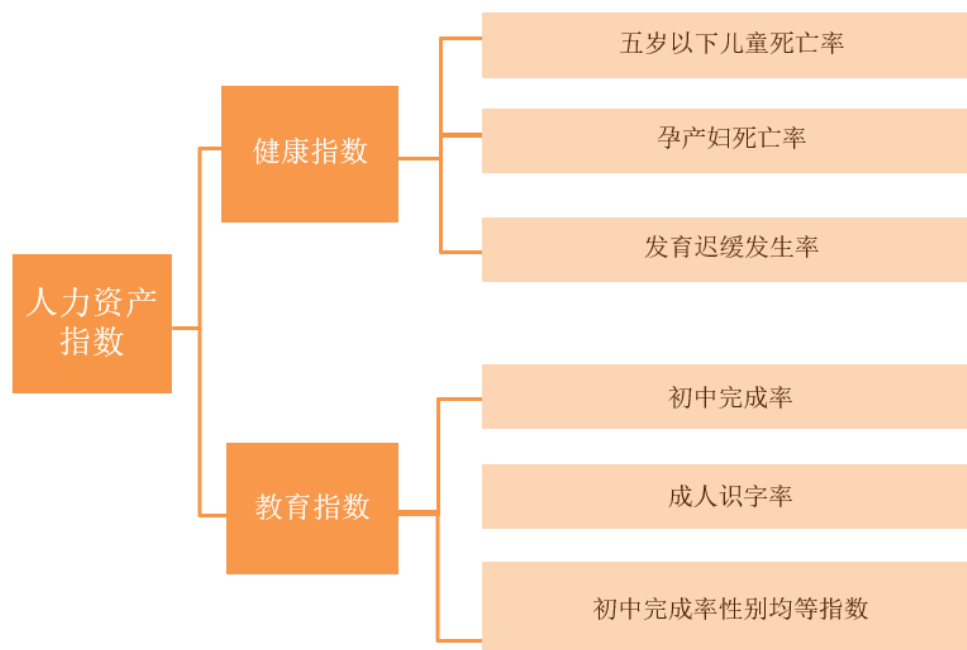 人力资产
指数
健康指数
五岁以下儿童死亡率
孕产妇死亡率
发育迟缓发生率
教育指数
初中完成率
成人识字率
初中完成率性别均等指数